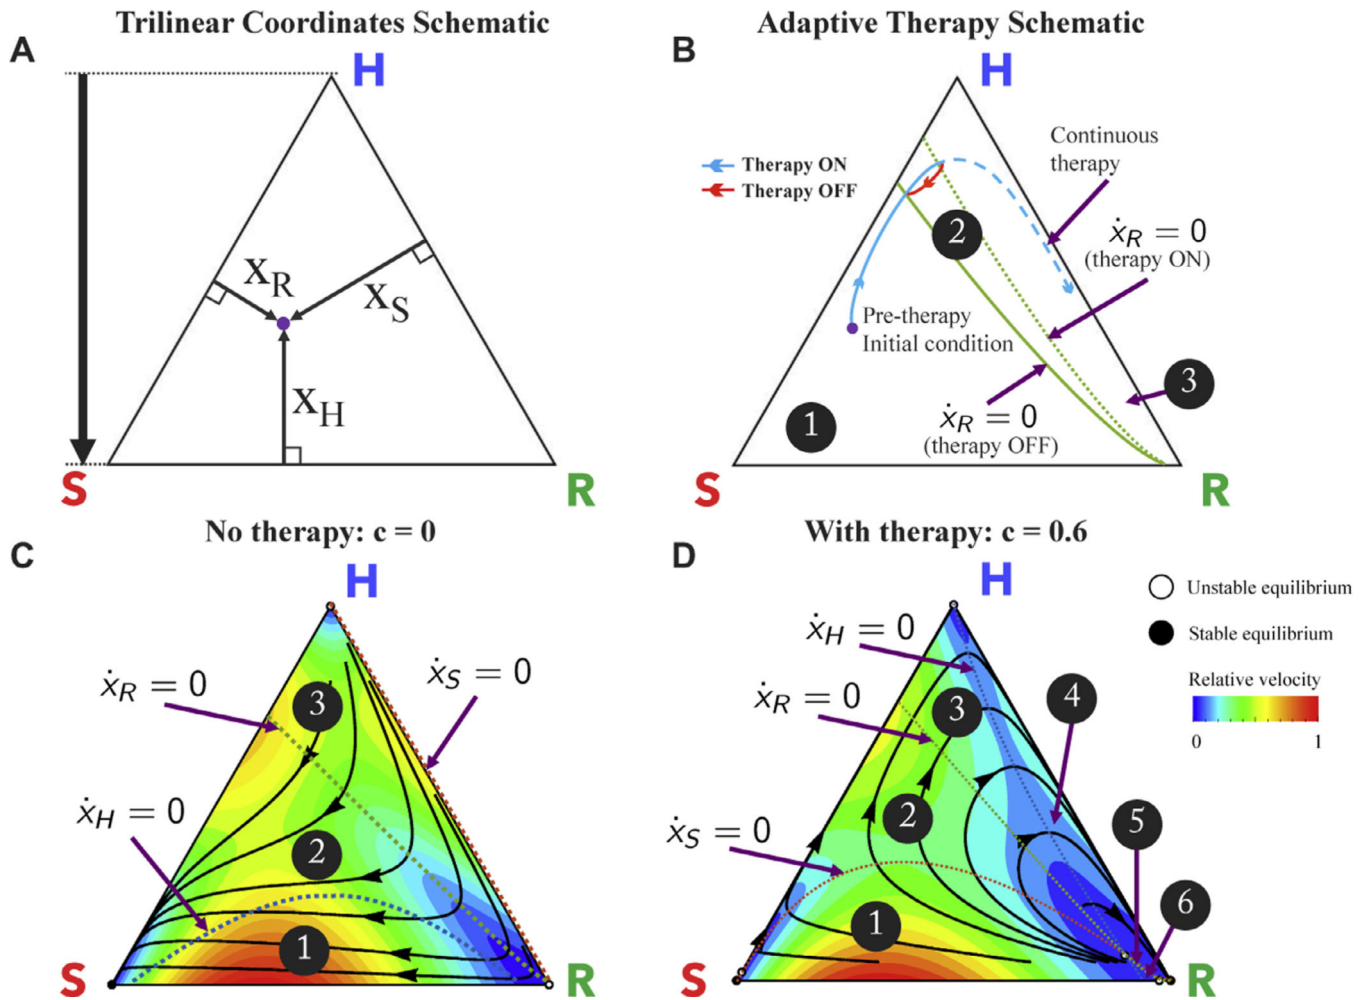 Trilinear Coordinates Schematic
A
H
x_R
x_S
x_H
S
R
Adaptive Therapy Schematic
B
H
Therapy ON
Therapy OFF
Continuous
therapy
2
ẋ_R = 0
(therapy ON)
Pre-therapy
Initial condition
3
1
ẋ_R = 0
(therapy OFF)
S
R
No therapy: c = 0
C
H
ẋ_R = 0
ẋ_S = 0
3
ẋ_H = 0
2
1
S
R
With therapy: c = 0.6
D
H
ẋ_H = 0
ẋ_R = 0
3
4
ẋ_S = 0
2
5
1
6
S
R
Unstable equilibrium
Stable equilibrium
Relative velocity
0 1